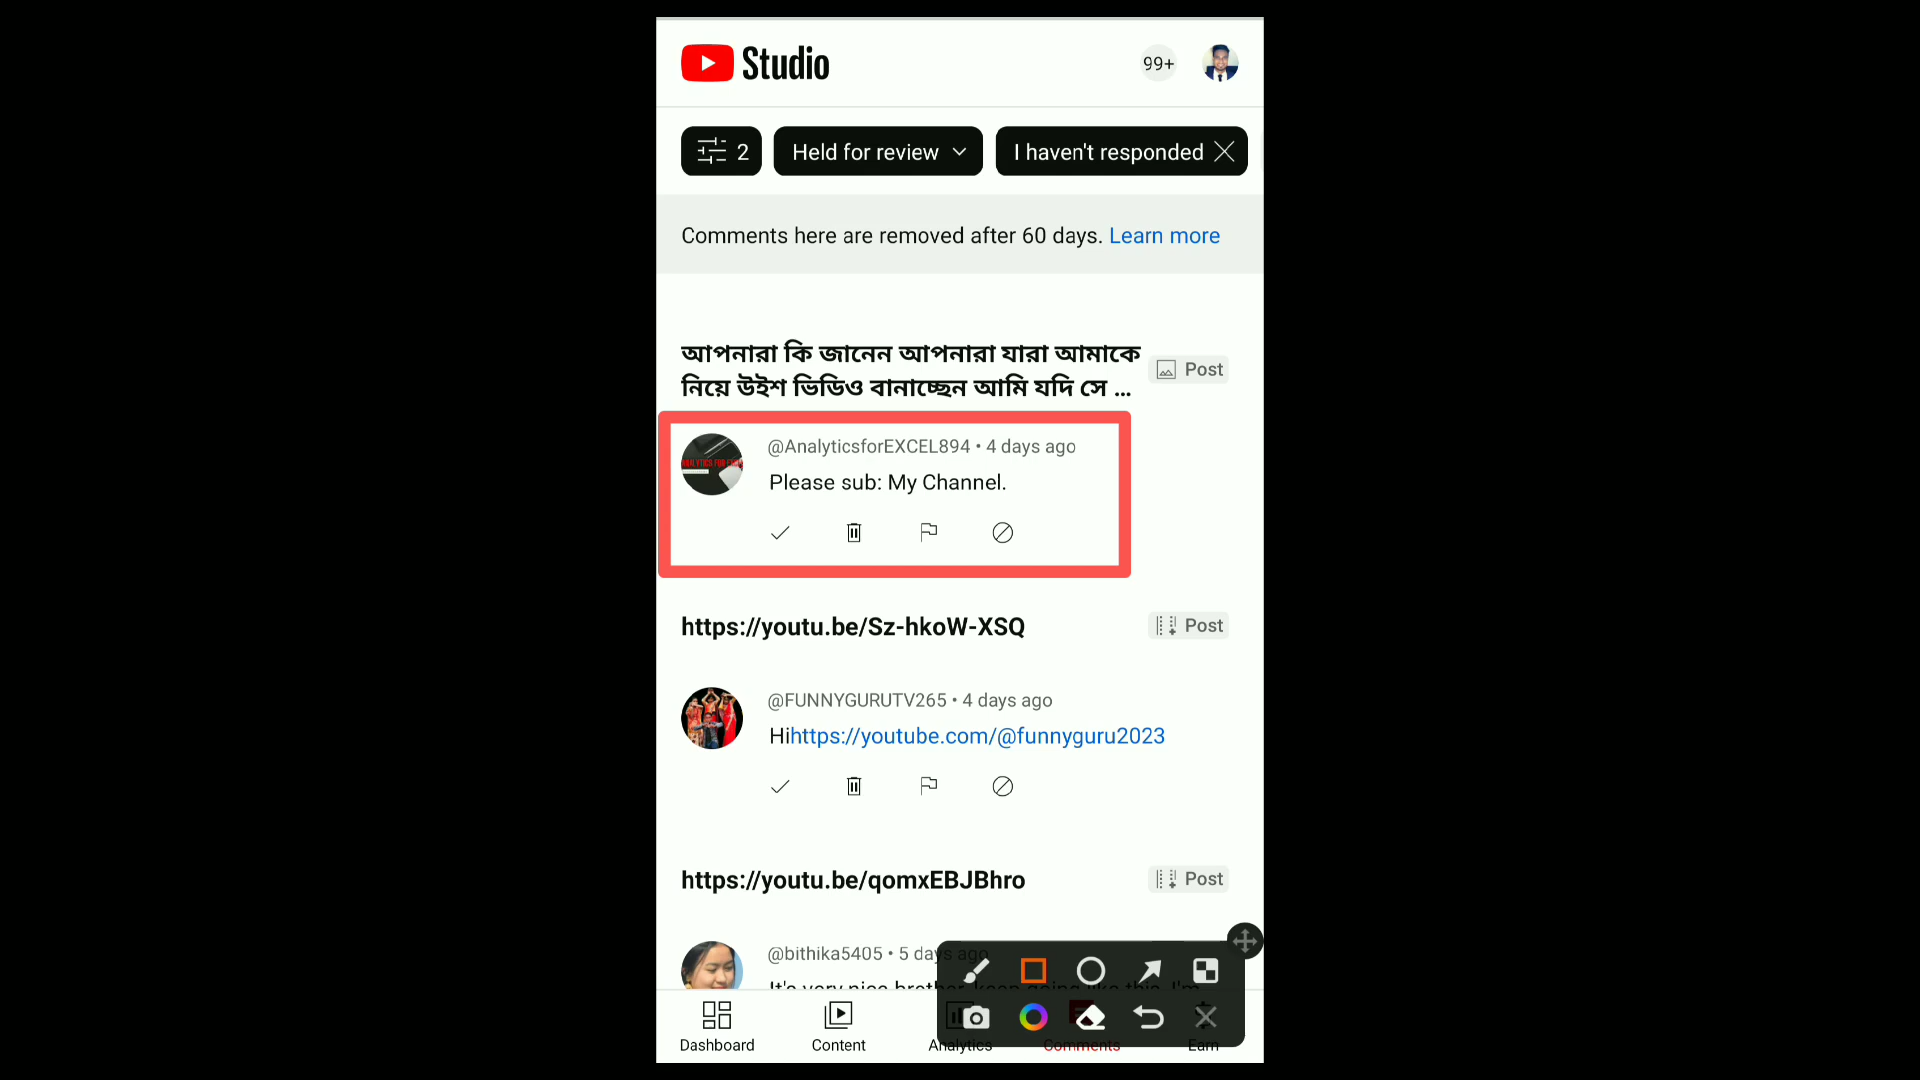 Studio
99+
2
Held for review
I haven't responded
Comments here are removed after 60 days. Learn more
আপনারা কি জানেন আপনারা যারা আমাকে
নিয়ে উইশ ভিডিও বানাচ্ছেন আমি যদি সে ...
Post
@AnalyticsforEXCEL894 • 4 days ago
Please sub: My Channel.
https://youtu.be/Sz-hkoW-XSQ
Post
@FUNNYGURUTV265 • 4 days ago
Hihttps://youtube.com/@funnyguru2023
https://youtu.be/qomxEBJBhro
Post
@bithika5405 • 5 days ago
It's very nice brother, keep going like this, I'm
Dashboard
Content
Analytics
Comments
Earn